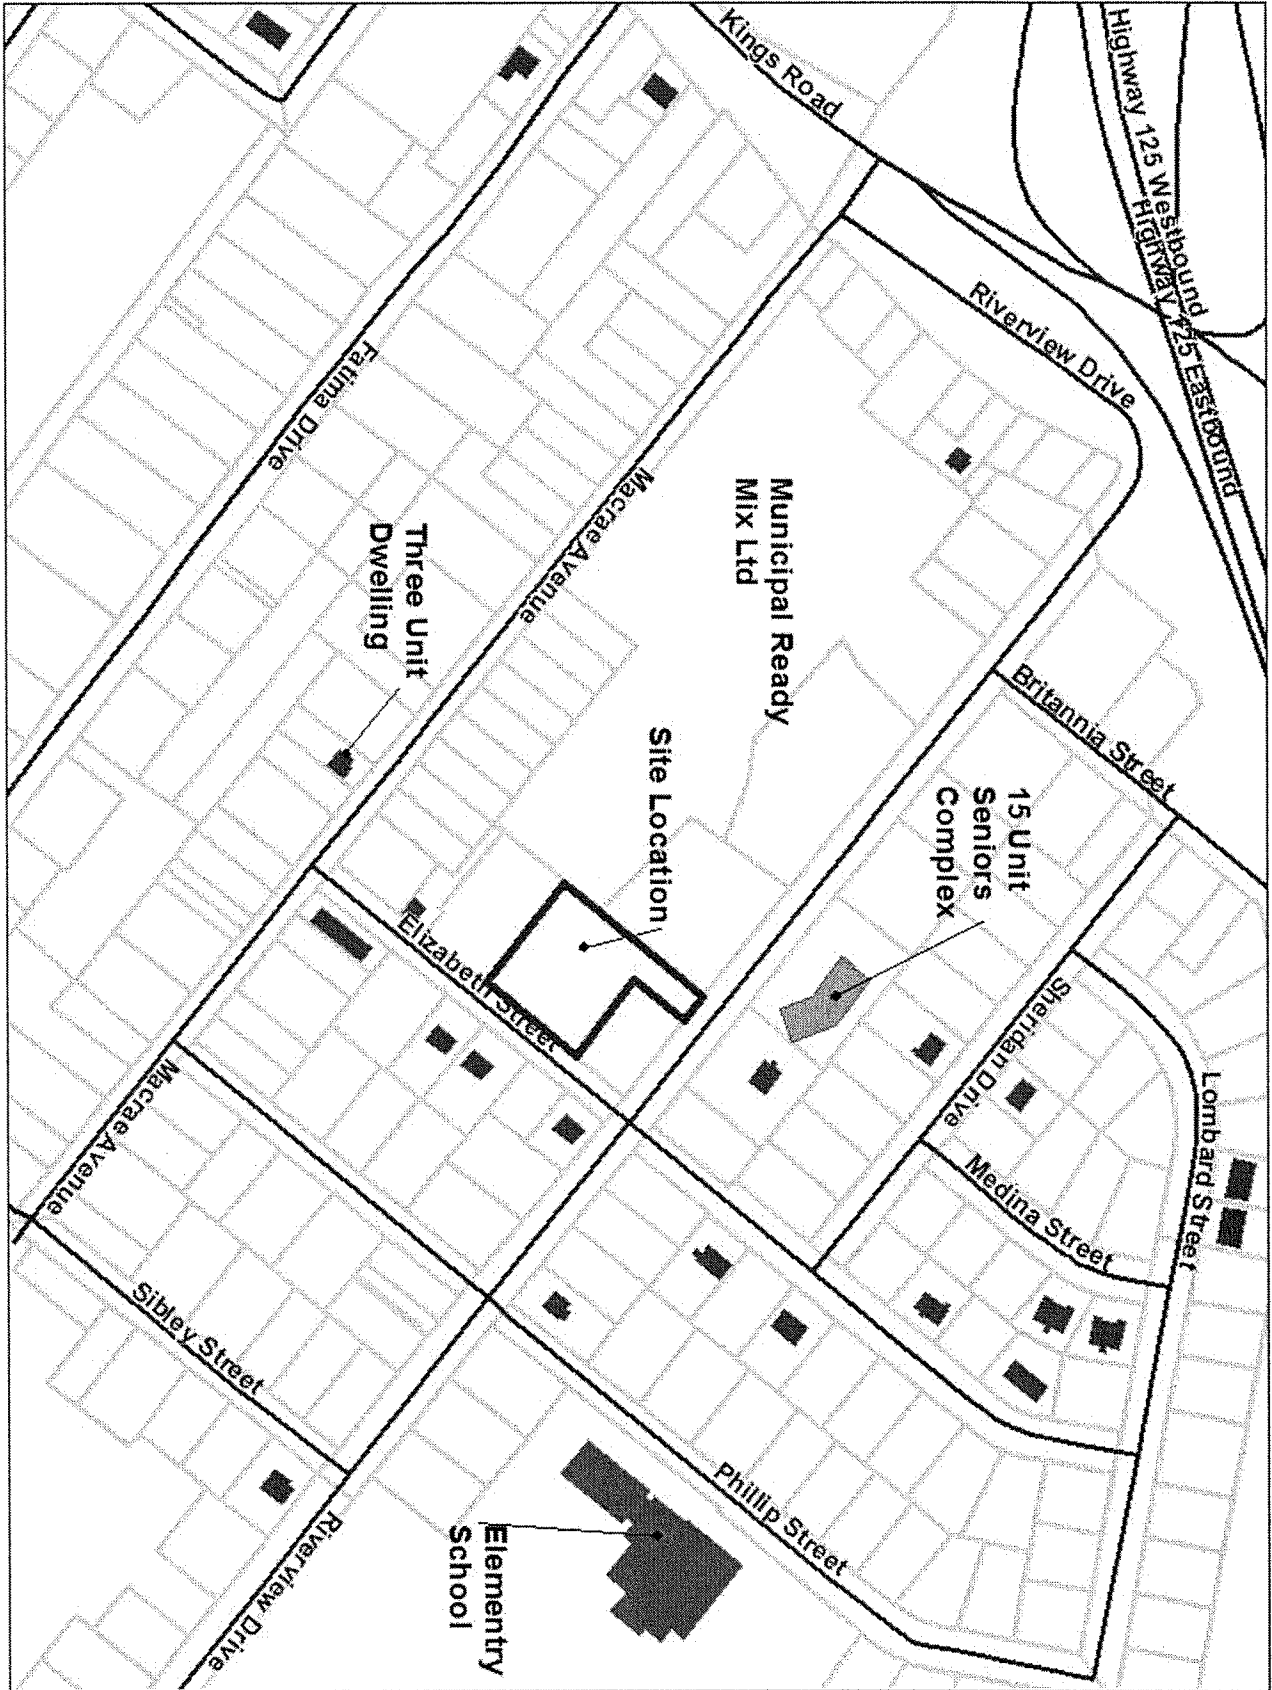 Kings Road
Highway 125 Westbound
Highway 125 Eastbound
Riverview Drive
Fatima Drive
Macrae Avenue
Municipal Ready
Mix Ltd
Three Unit
Dwelling
Britannia Street
Site Location
15 Unit
Seniors
Complex
Elizabeth Street
Sheridan Drive
Lombard Street
Medina Street
Macrae Avenue
Sibley Street
Phillip Street
Elementry
School
Riverview Drive